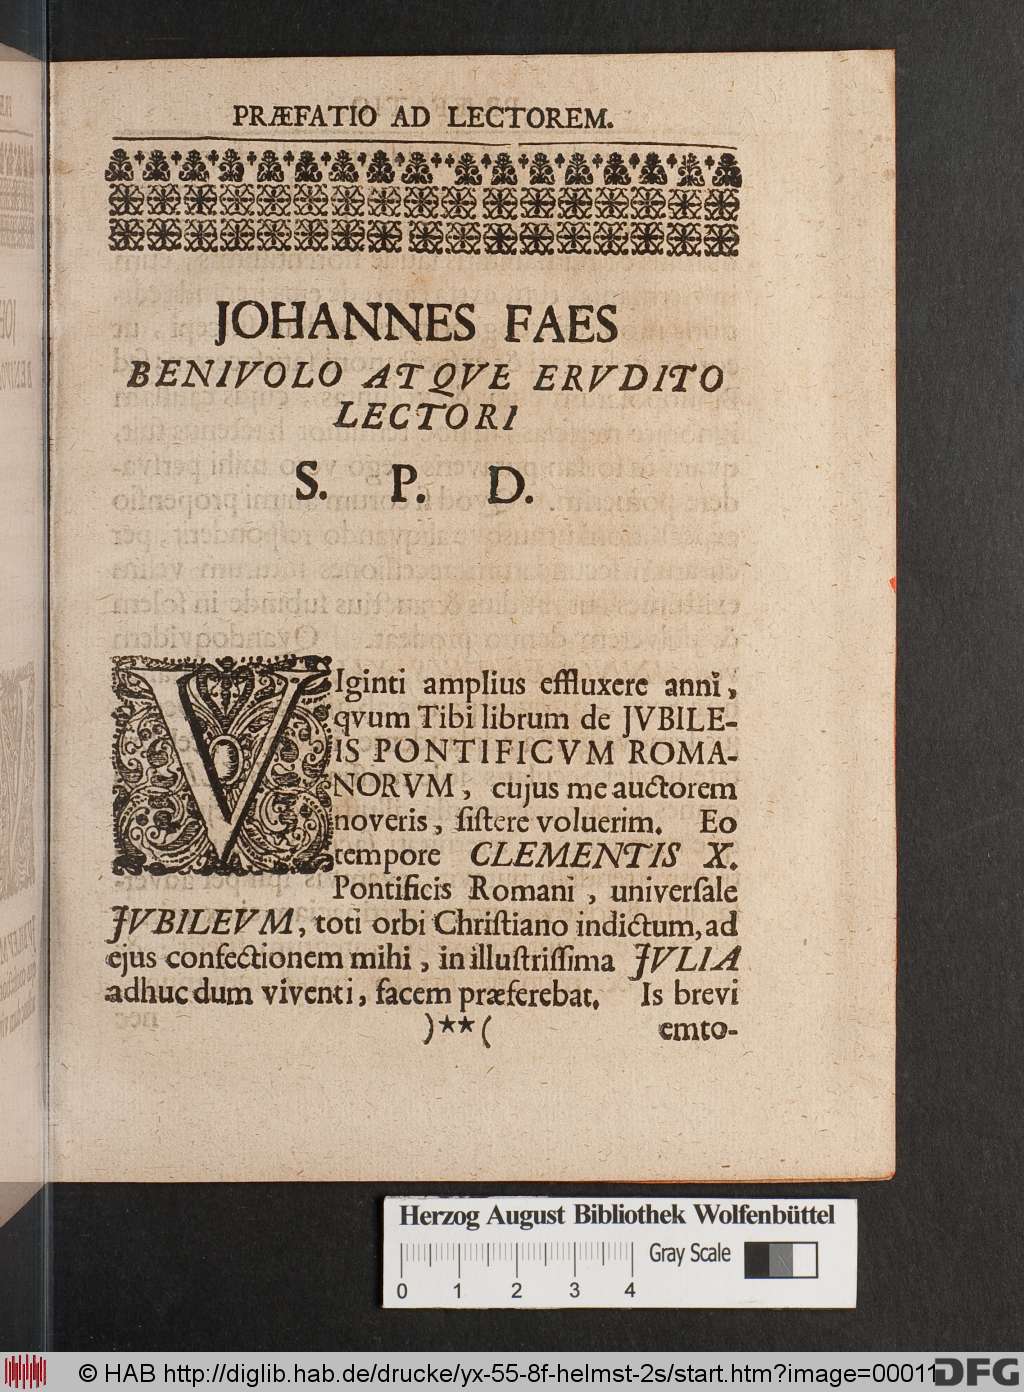 PRÆFATIO AD LECTOREM.
JOHANNES FAES
BENIVOLO ATQVE ERVDITO
LECTORI
S. P. D.
VIginti amplius effluxere anni,
qvum Tibi librum de JVBILE-
IS PONTIFICVM ROMA-
NORVM, cujus me auctorem
noveris, ſiſtere voluerim. Eo
tempore CLEMENTIS X.
Pontificis Romani, univerſale
JVBILEVM, toti orbi Chriſtiano indictum, ad
ejus confectionem mihi, in illuſtriſſima JVLIA
adhuc dum viventi, facem præferebat. Is brevi
)**(
emto-
Herzog August Bibliothek Wolfenbüttel
Gray Scale
0 1 2 3 4
© HAB http://diglib.hab.de/drucke/yx-55-8f-helmst-2s/start.htm?image=00011
DFG